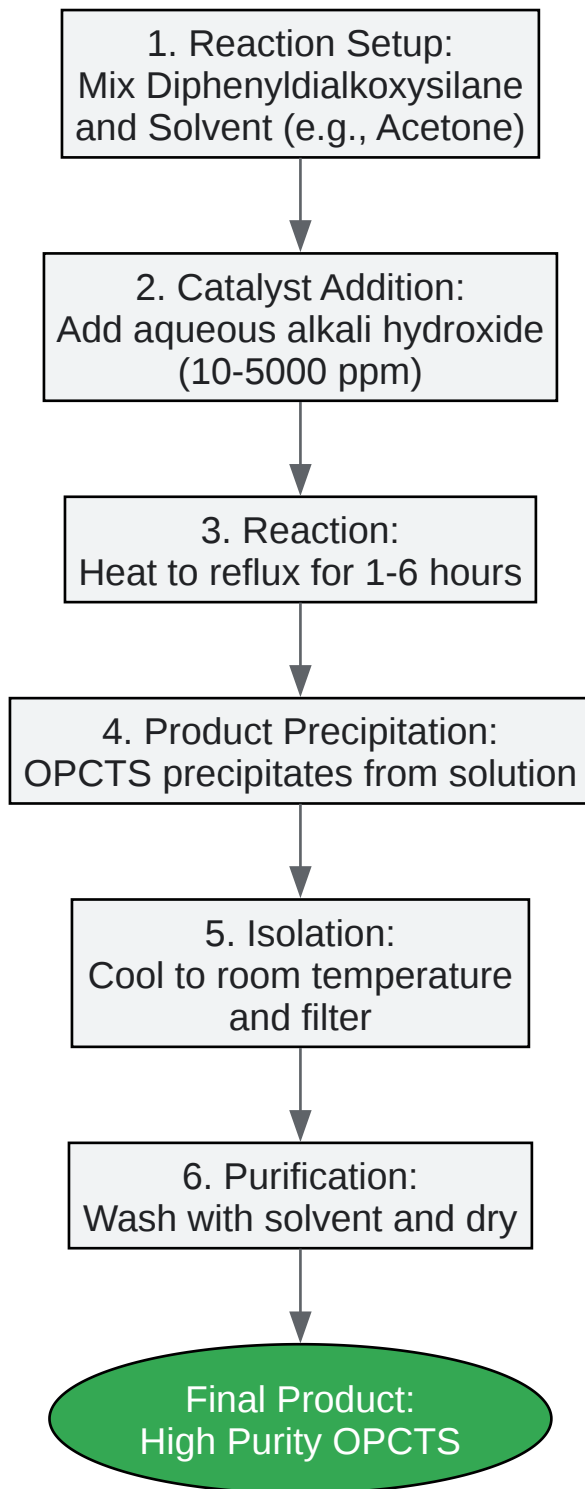 1. Reaction Setup:
Mix Diphenyldialkoxysilane
and Solvent (e.g., Acetone)
2. Catalyst Addition:
Add aqueous alkali hydroxide
(10-5000 ppm)
3. Reaction:
Heat to reflux for 1-6 hours
4. Product Precipitation:
OPCTS precipitates from solution
5. Isolation:
Cool to room temperature
and filter
6. Purification:
Wash with solvent and dry
Final Product:
High Purity OPCTS